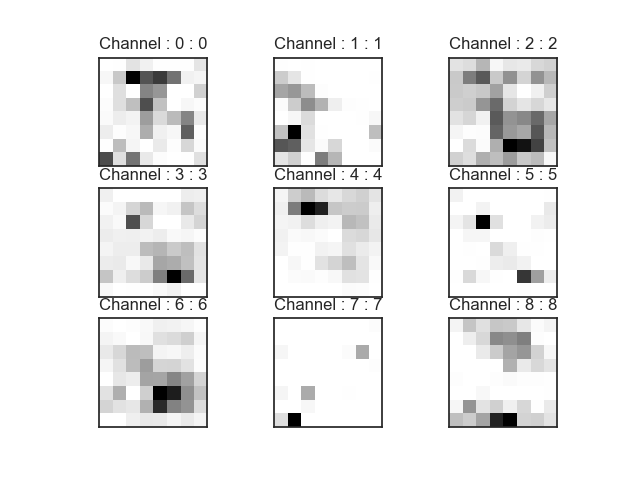 Channel : 0 : 0
Channel : 1 : 1
Channel : 2 : 2
Channel : 3 : 3
Channel : 4 : 4
Channel : 5 : 5
Channel : 6 : 6
Channel : 7 : 7
Channel : 8 : 8